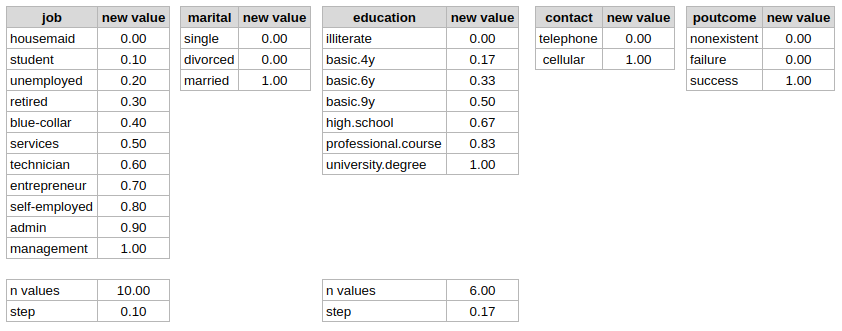 job new value marital new value education new value contact new value poutcome new value
housemaid 0.00 single 0.00 illiterate 0.00 telephone 0.00 nonexistent 0.00
student 0.10 divorced 0.00 basic.4y 0.17 cellular 1.00 failure 0.00
unemployed 0.20 married 1.00 basic.6y 0.33 success 1.00
retired 0.30 basic.9y 0.50
blue-collar 0.40 high.school 0.67
services 0.50 professional.course 0.83
technician 0.60 university.degree 1.00
entrepreneur 0.70
self-employed 0.80
admin 0.90
management 1.00
n values 10.00 n values 6.00
step 0.10 step 0.17